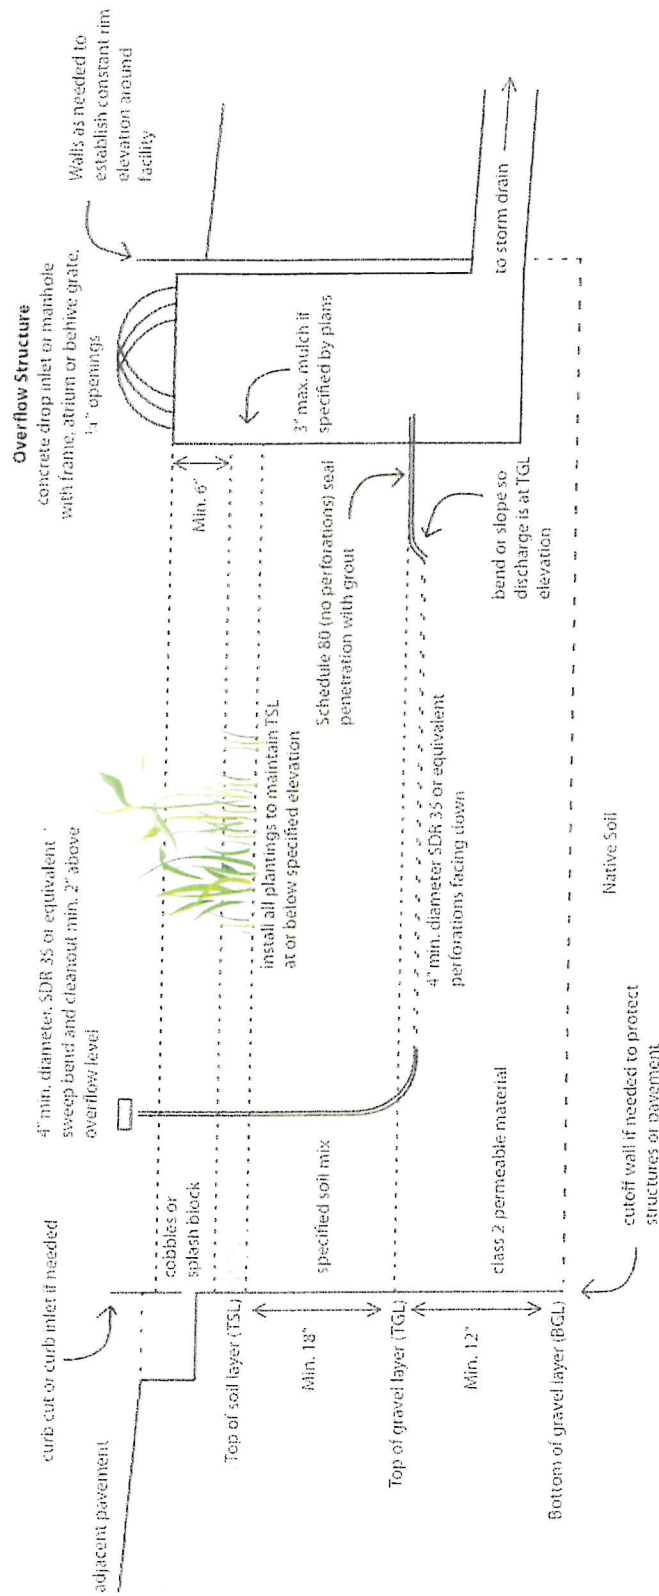 adjacent pavement
curb cut or curb inlet if needed
4" min. diameter, SDR 35 or equivalent
sweep bend and cleanout min. 2" above
overflow level
Overflow Structure
concrete drop inlet or manhole
with frame, atrium or behive grate,
¼" openings
Walls as needed to
establish constant rim
elevation around
facility
cobbles or
splash block
Min. 6"
Top of soil layer (TSL)
install all plantings to maintain TSL
at or below specified elevation
3" max. mulch if
specified by plans
Min. 18"
specified soil mix
Schedule 80 (no perforations) seal
penetration with grout
Top of gravel layer (TGL)
4" min. diameter SDR 35 or equivalent
perforations facing down
bend or slope so
discharge is at TGL
elevation
to storm drain
Min. 12"
class 2 permeable material
Bottom of gravel layer (BGL)
cutoff wall if needed to protect
structures or pavement
Native Soil